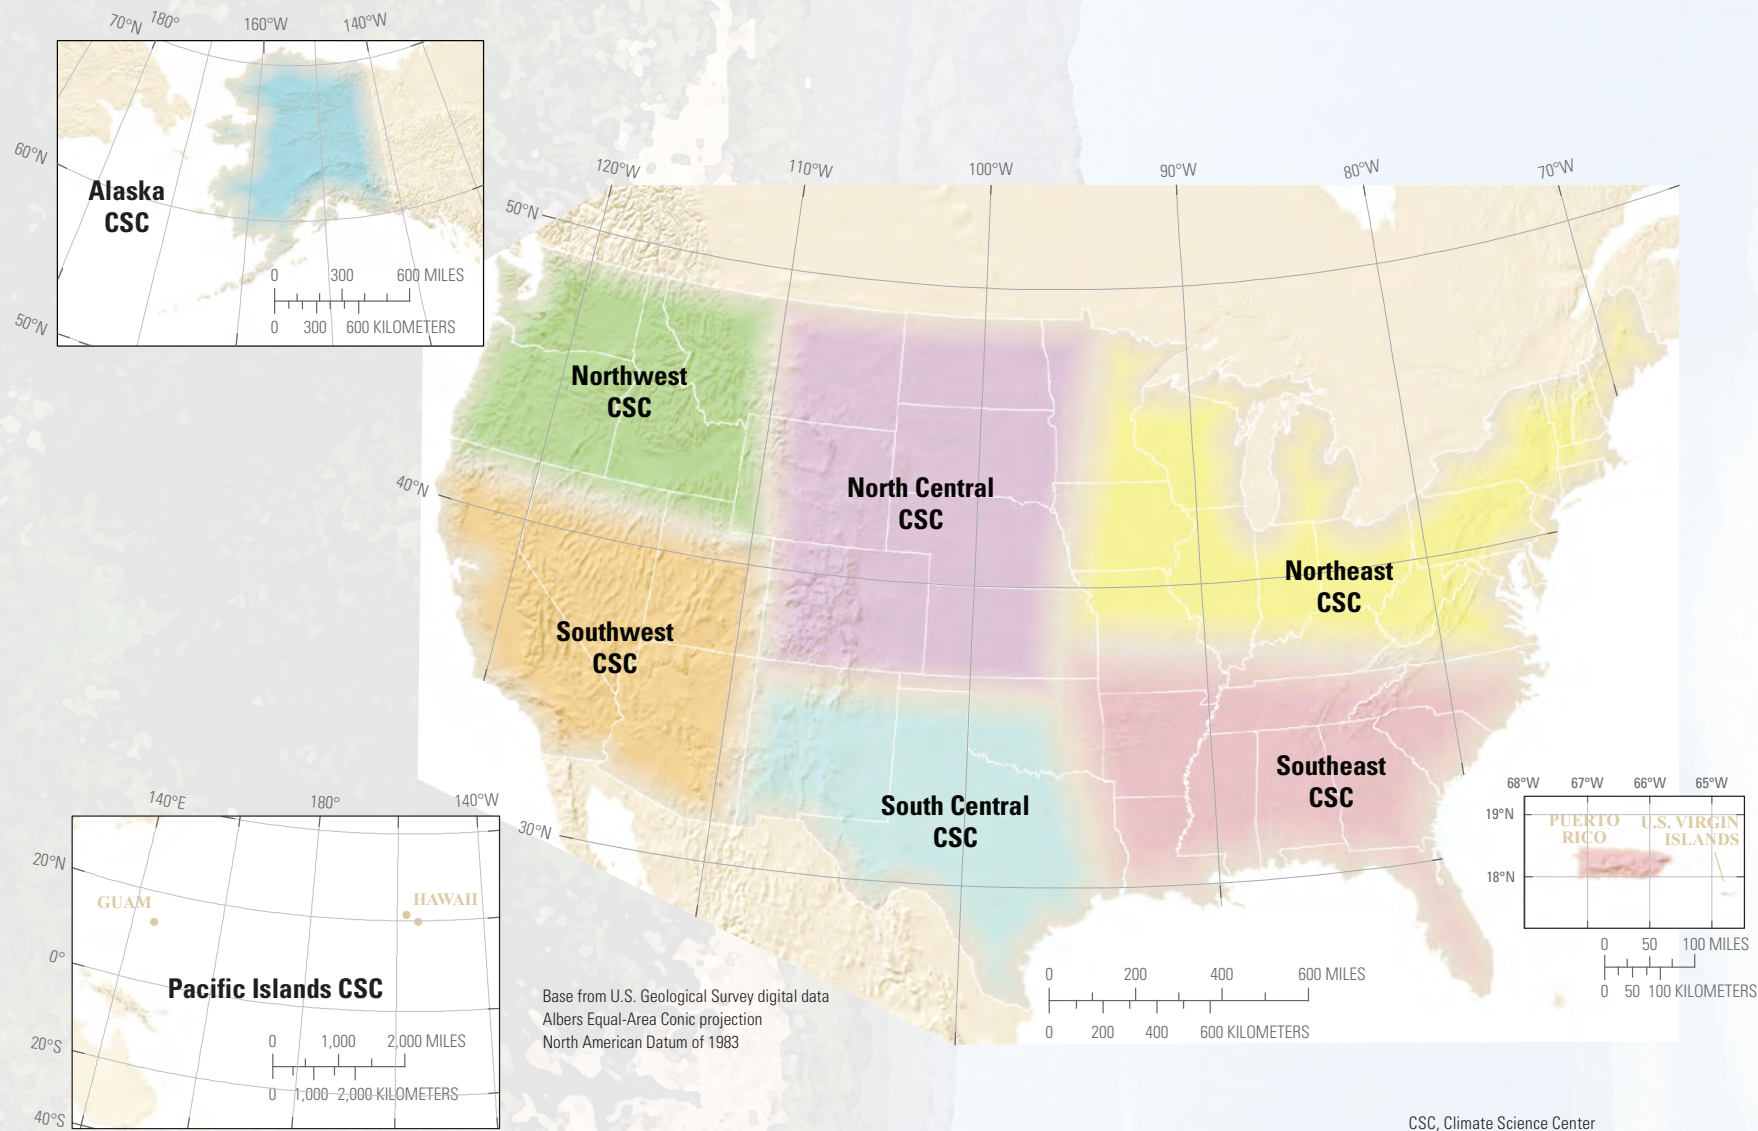 70°N 180° 160°W 140°W
60°N
Alaska
CSC
0 300 600 MILES
0 300 600 KILOMETERS
50°N
120°W 110°W 100°W 90°W 80°W 70°W
50°N
40°N
30°N
Northwest
CSC
North Central
CSC
Northeast
CSC
Southwest
CSC
South Central
CSC
Southeast
CSC
68°W 67°W 66°W 65°W
19°N
18°N
PUERTO
RICO
U.S. VIRGIN
ISLANDS
0 50 100 MILES
0 50 100 KILOMETERS
140°E 180° 140°W
20°N
0°
20°S
40°S
GUAM
HAWAII
Pacific Islands CSC
0 1,000 2,000 MILES
0 1,000 2,000 KILOMETERS
Base from U.S. Geological Survey digital data
Albers Equal-Area Conic projection
North American Datum of 1983
0 200 400 600 MILES
0 200 400 600 KILOMETERS
CSC, Climate Science Center